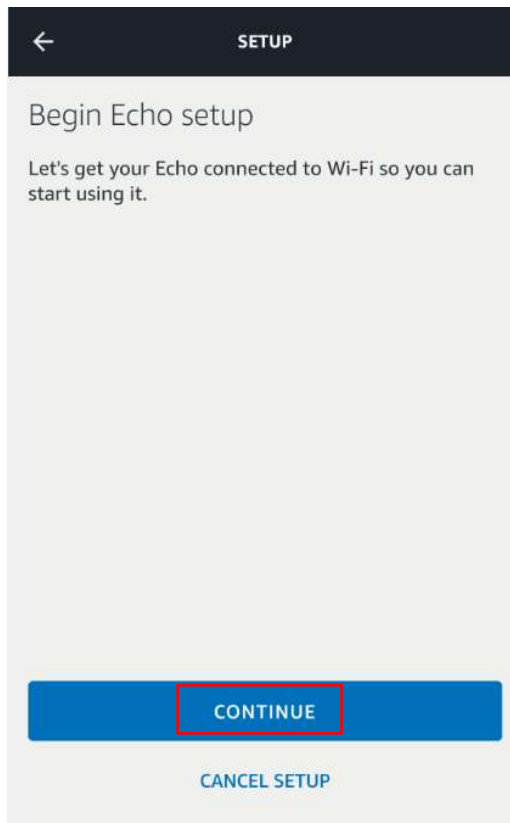 SETUP
Begin Echo setup
Let's get your Echo connected to Wi-Fi so you can
start using it.
CONTINUE
CANCEL SETUP